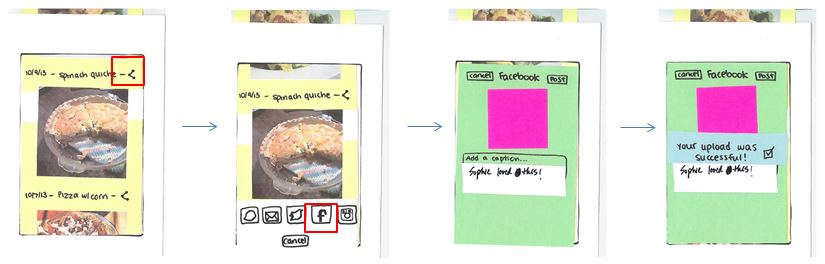 10/9/13 - spinach quiche -
10/7/13 - Pizza w/corn -
10/9/13 - spinach quiche -
f
cancel
cancel Facebook Post
Add a caption...
Sophie loved this!
cancel Facebook Post
Your upload was
successful!
Sophie loved this!